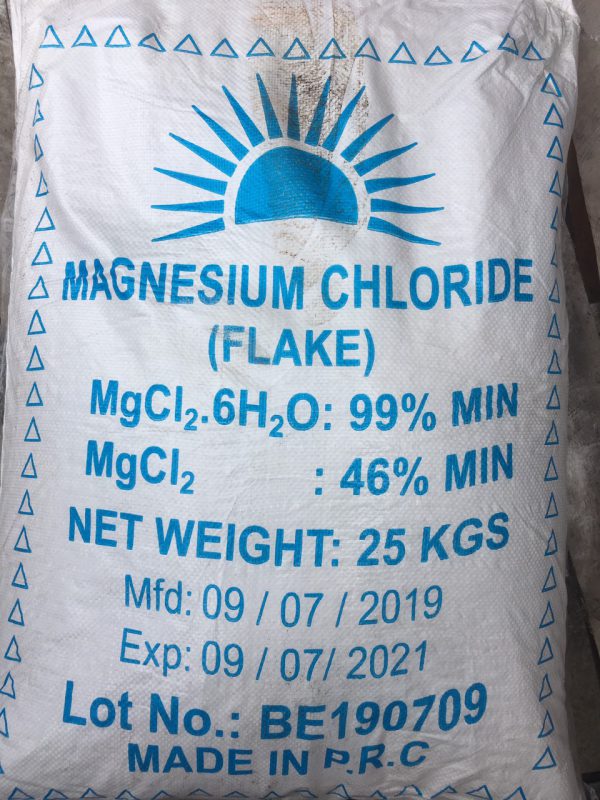 MAGNESIUM CHLORIDE
(FLAKE)
MgCl₂.6H₂O: 99% MIN
MgCl₂ : 46% MIN
NET WEIGHT: 25 KGS
Mfd: 09 / 07 / 2019
Exp: 09 / 07/ 2021
Lot No.: BE190709
MADE IN P.R.C